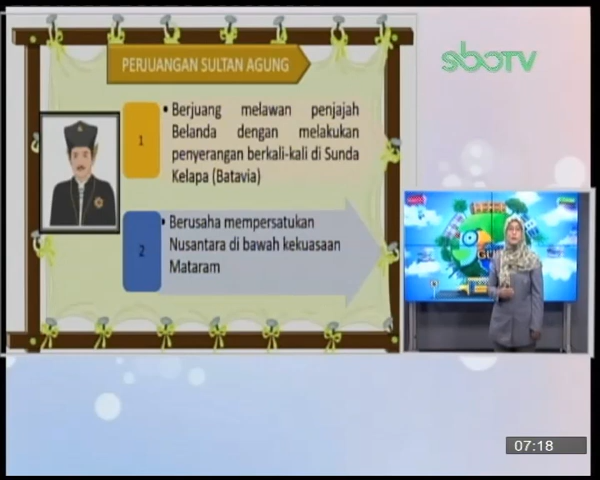 PERJUANGAN SULTAN AGUNG
sbOTV
1
• Berjuang melawan penjajah
Belanda dengan melakukan
penyerangan berkali-kali di Sunda
Kelapa (Batavia)
2
• Berusaha mempersatukan
Nusantara di bawah kekuasaan
Mataram
GU
07:18